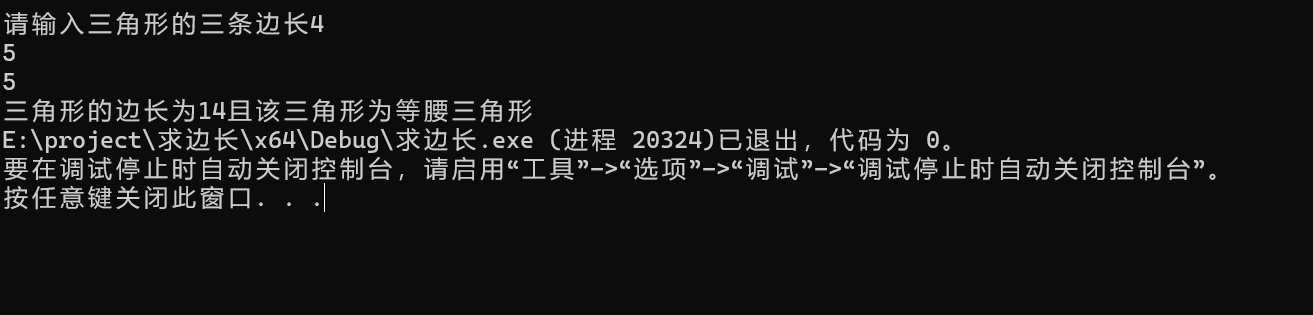 请输入三角形的三条边长4
5
5
三角形的边长为14且该三角形为等腰三角形
E:\project\求边长\x64\Debug\求边长.exe (进程 20324)已退出，代码为 0。
要在调试停止时自动关闭控制台，请启用“工具”->“选项”->“调试”->“调试停止时自动关闭控制台”。
按任意键关闭此窗口. . .